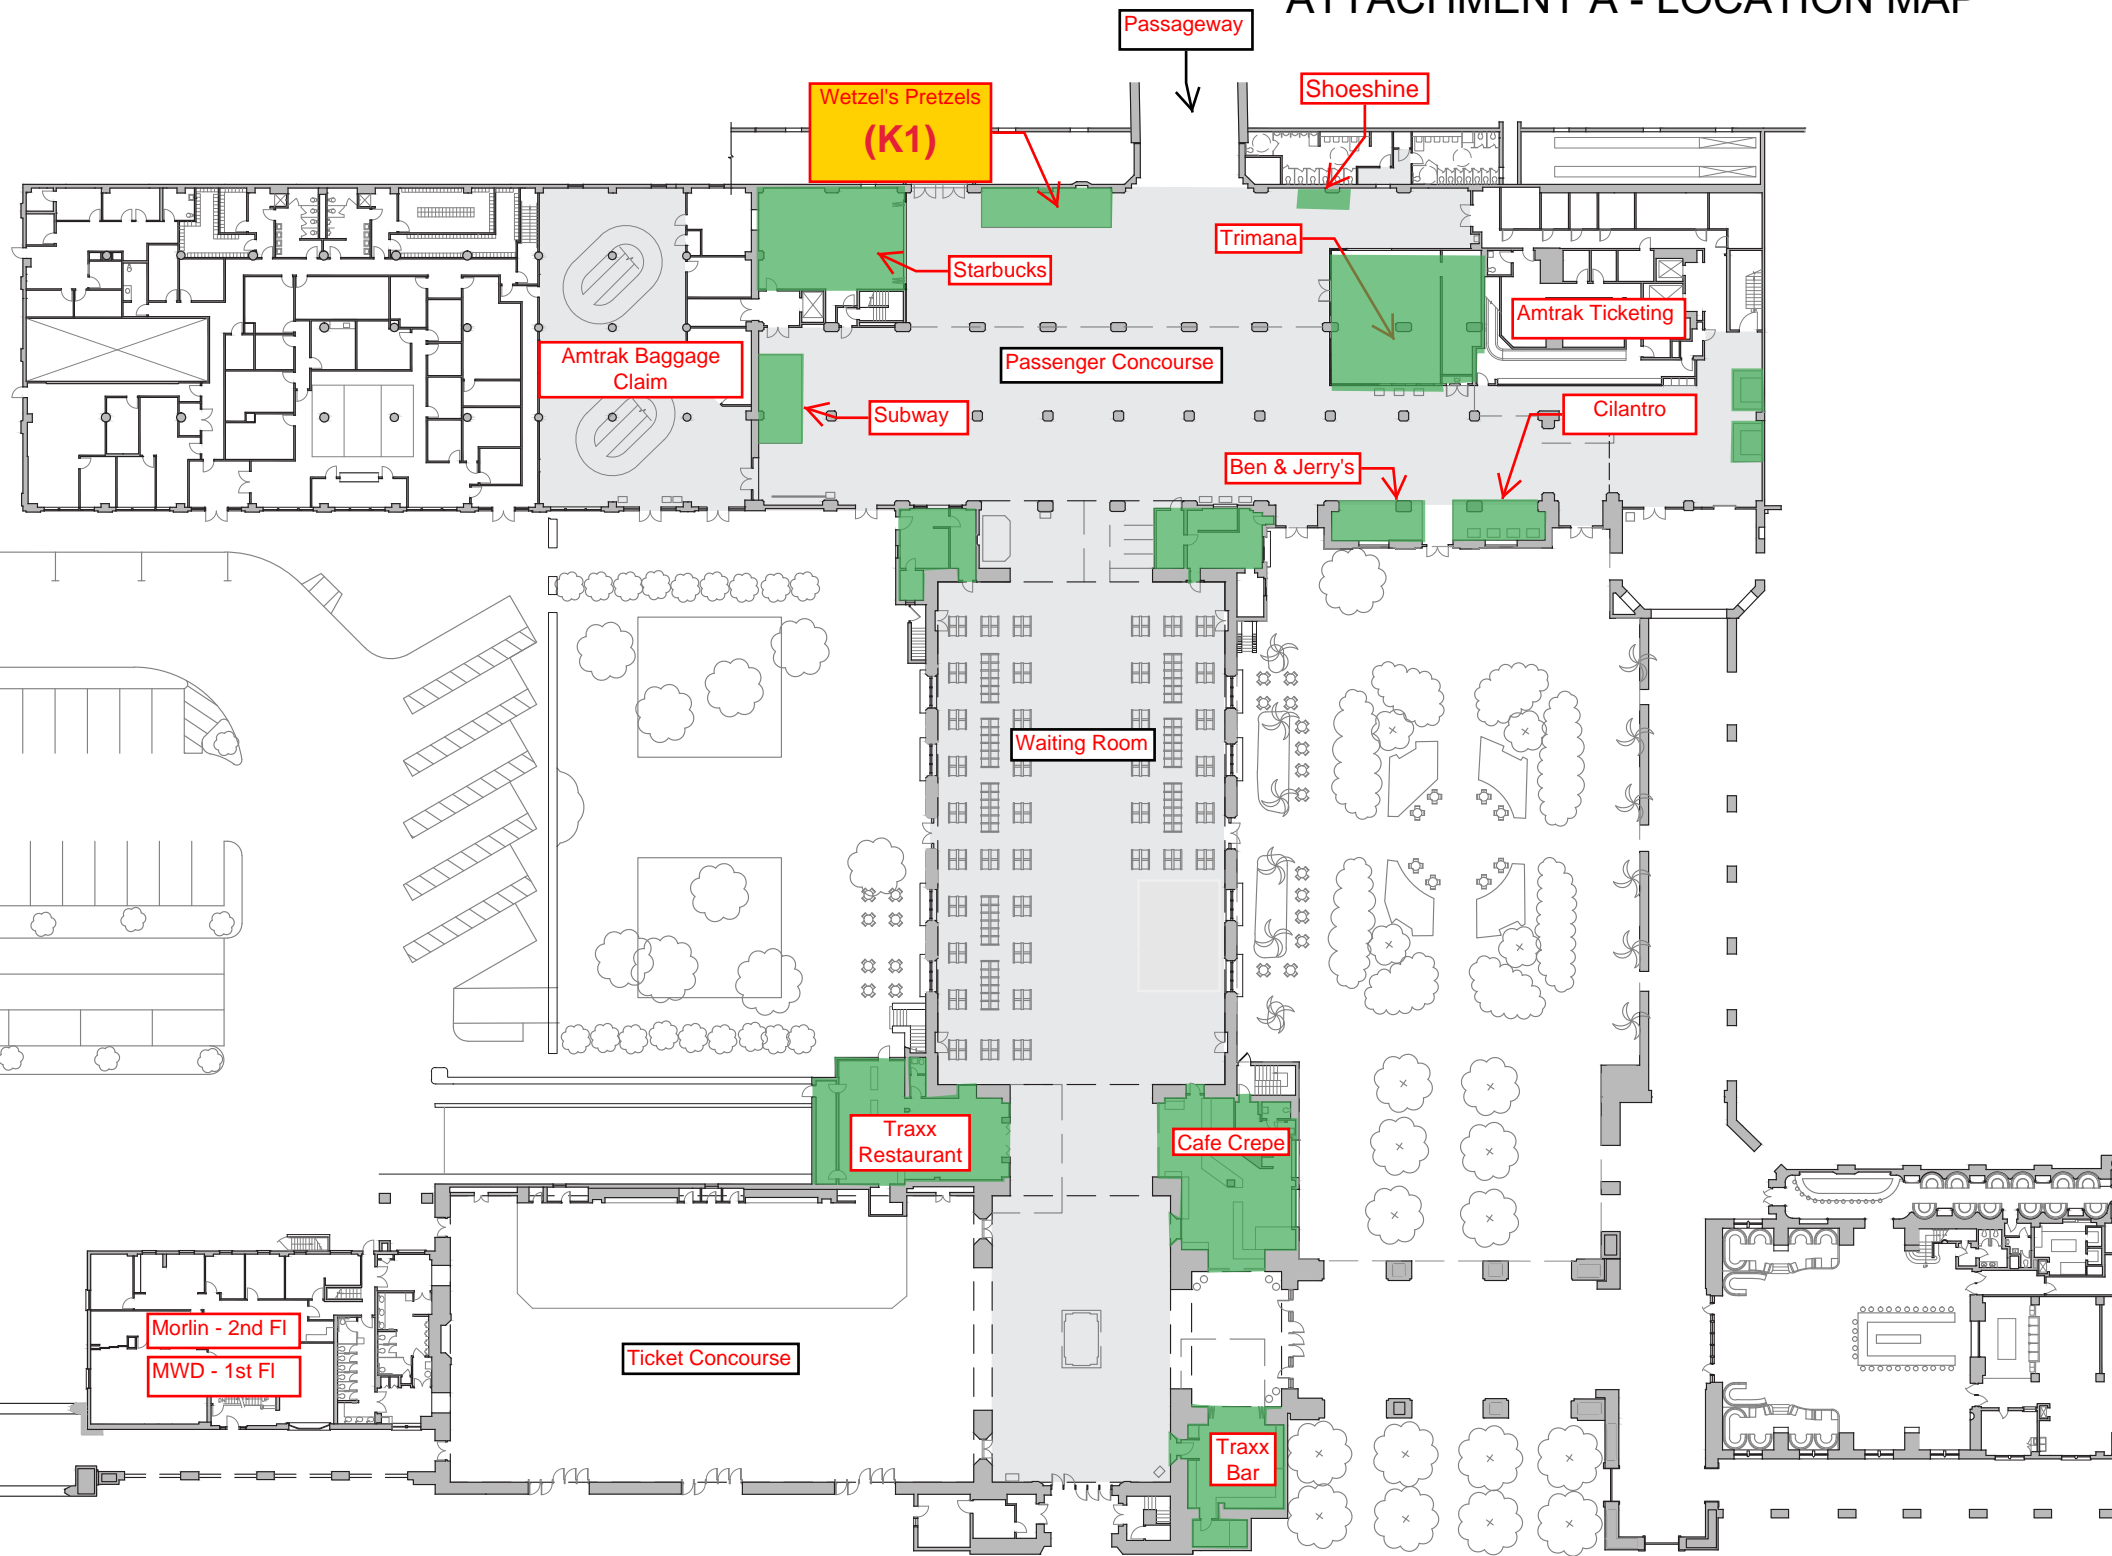 ATTACHMENT A - LOCATION MAP
Passageway
Wetzel's Pretzels
(K1)
Shoeshine
Trimana
Starbucks
Amtrak Ticketing
Amtrak Baggage
Claim
Passenger Concourse
Subway
Cilantro
Ben & Jerry's
Waiting Room
Traxx
Restaurant
Cafe Crepe
Morlin - 2nd Fl
MWD - 1st Fl
Ticket Concourse
Traxx
Bar